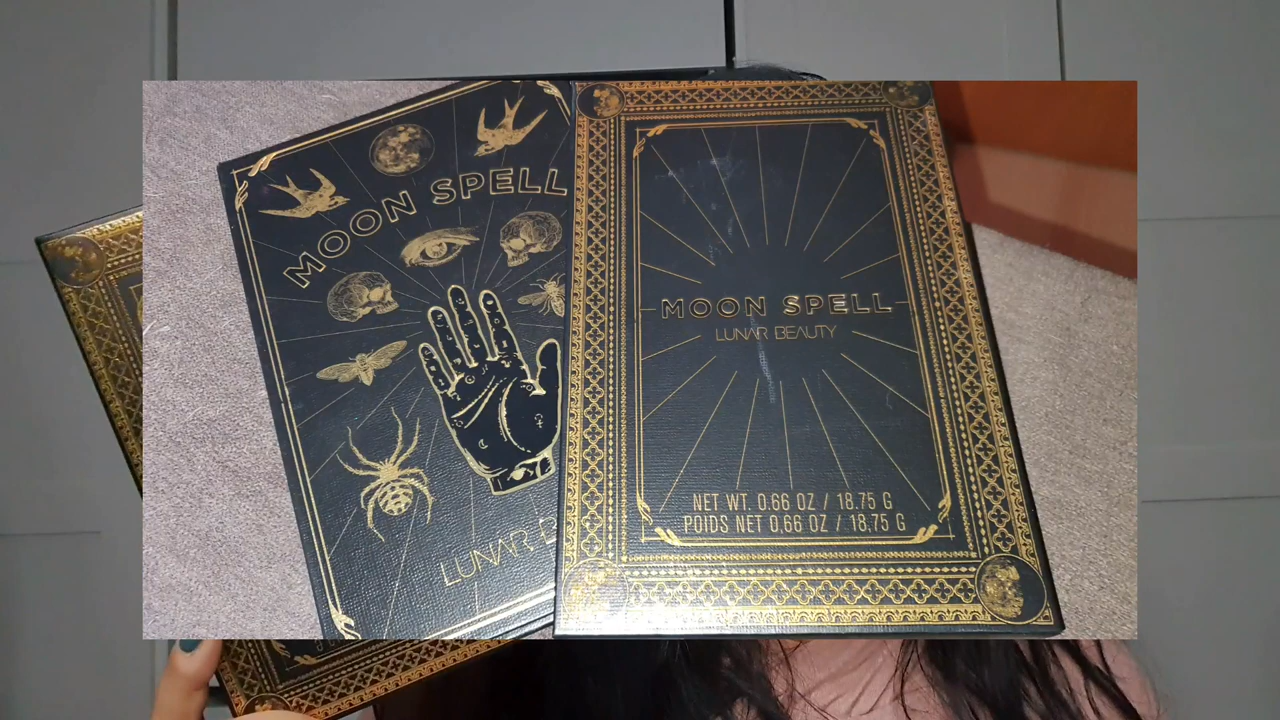 MOON SPELL
LUNAR B
MOON SPELL
LUNAR BEAUTY
NET WT. 0.66 OZ / 18.75 G
POIDS NET 0.66 OZ / 18.75 G